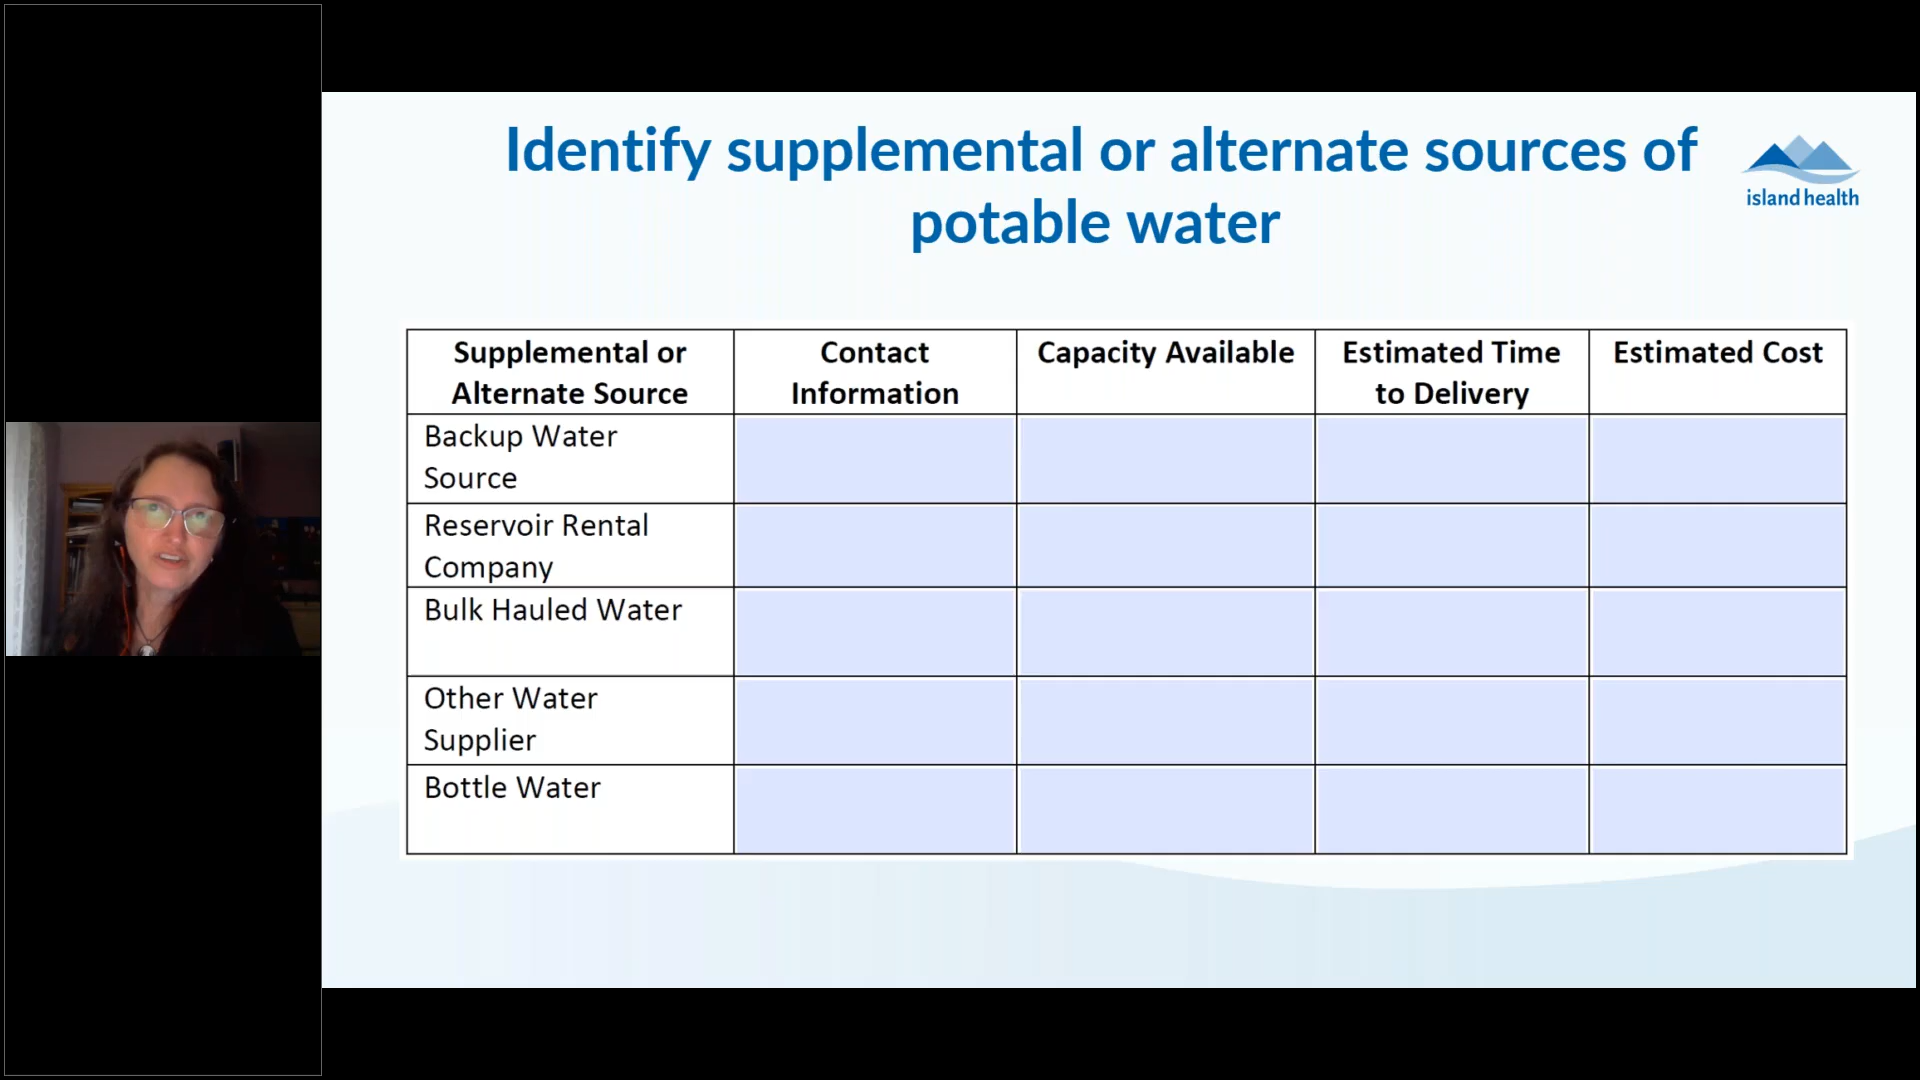 Identify supplemental or alternate sources of
potable water
island health
Supplemental or
Alternate Source
Contact
Information
Capacity Available
Estimated Time
to Delivery
Estimated Cost
Backup Water
Source
Reservoir Rental
Company
Bulk Hauled Water
Other Water
Supplier
Bottle Water